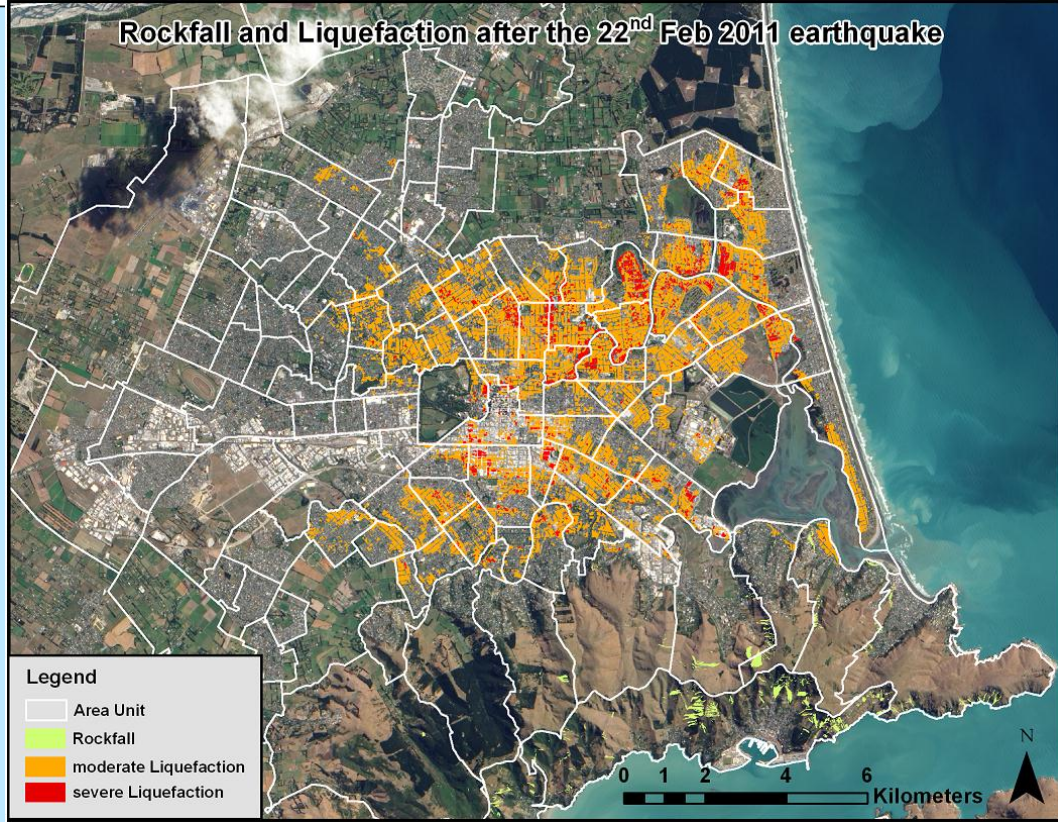 Rockfall and Liquefaction after the 22nd Feb 2011 earthquake
Legend
Area Unit
Rockfall
moderate Liquefaction
severe Liquefaction
0 1 2 4 6
Kilometers
N